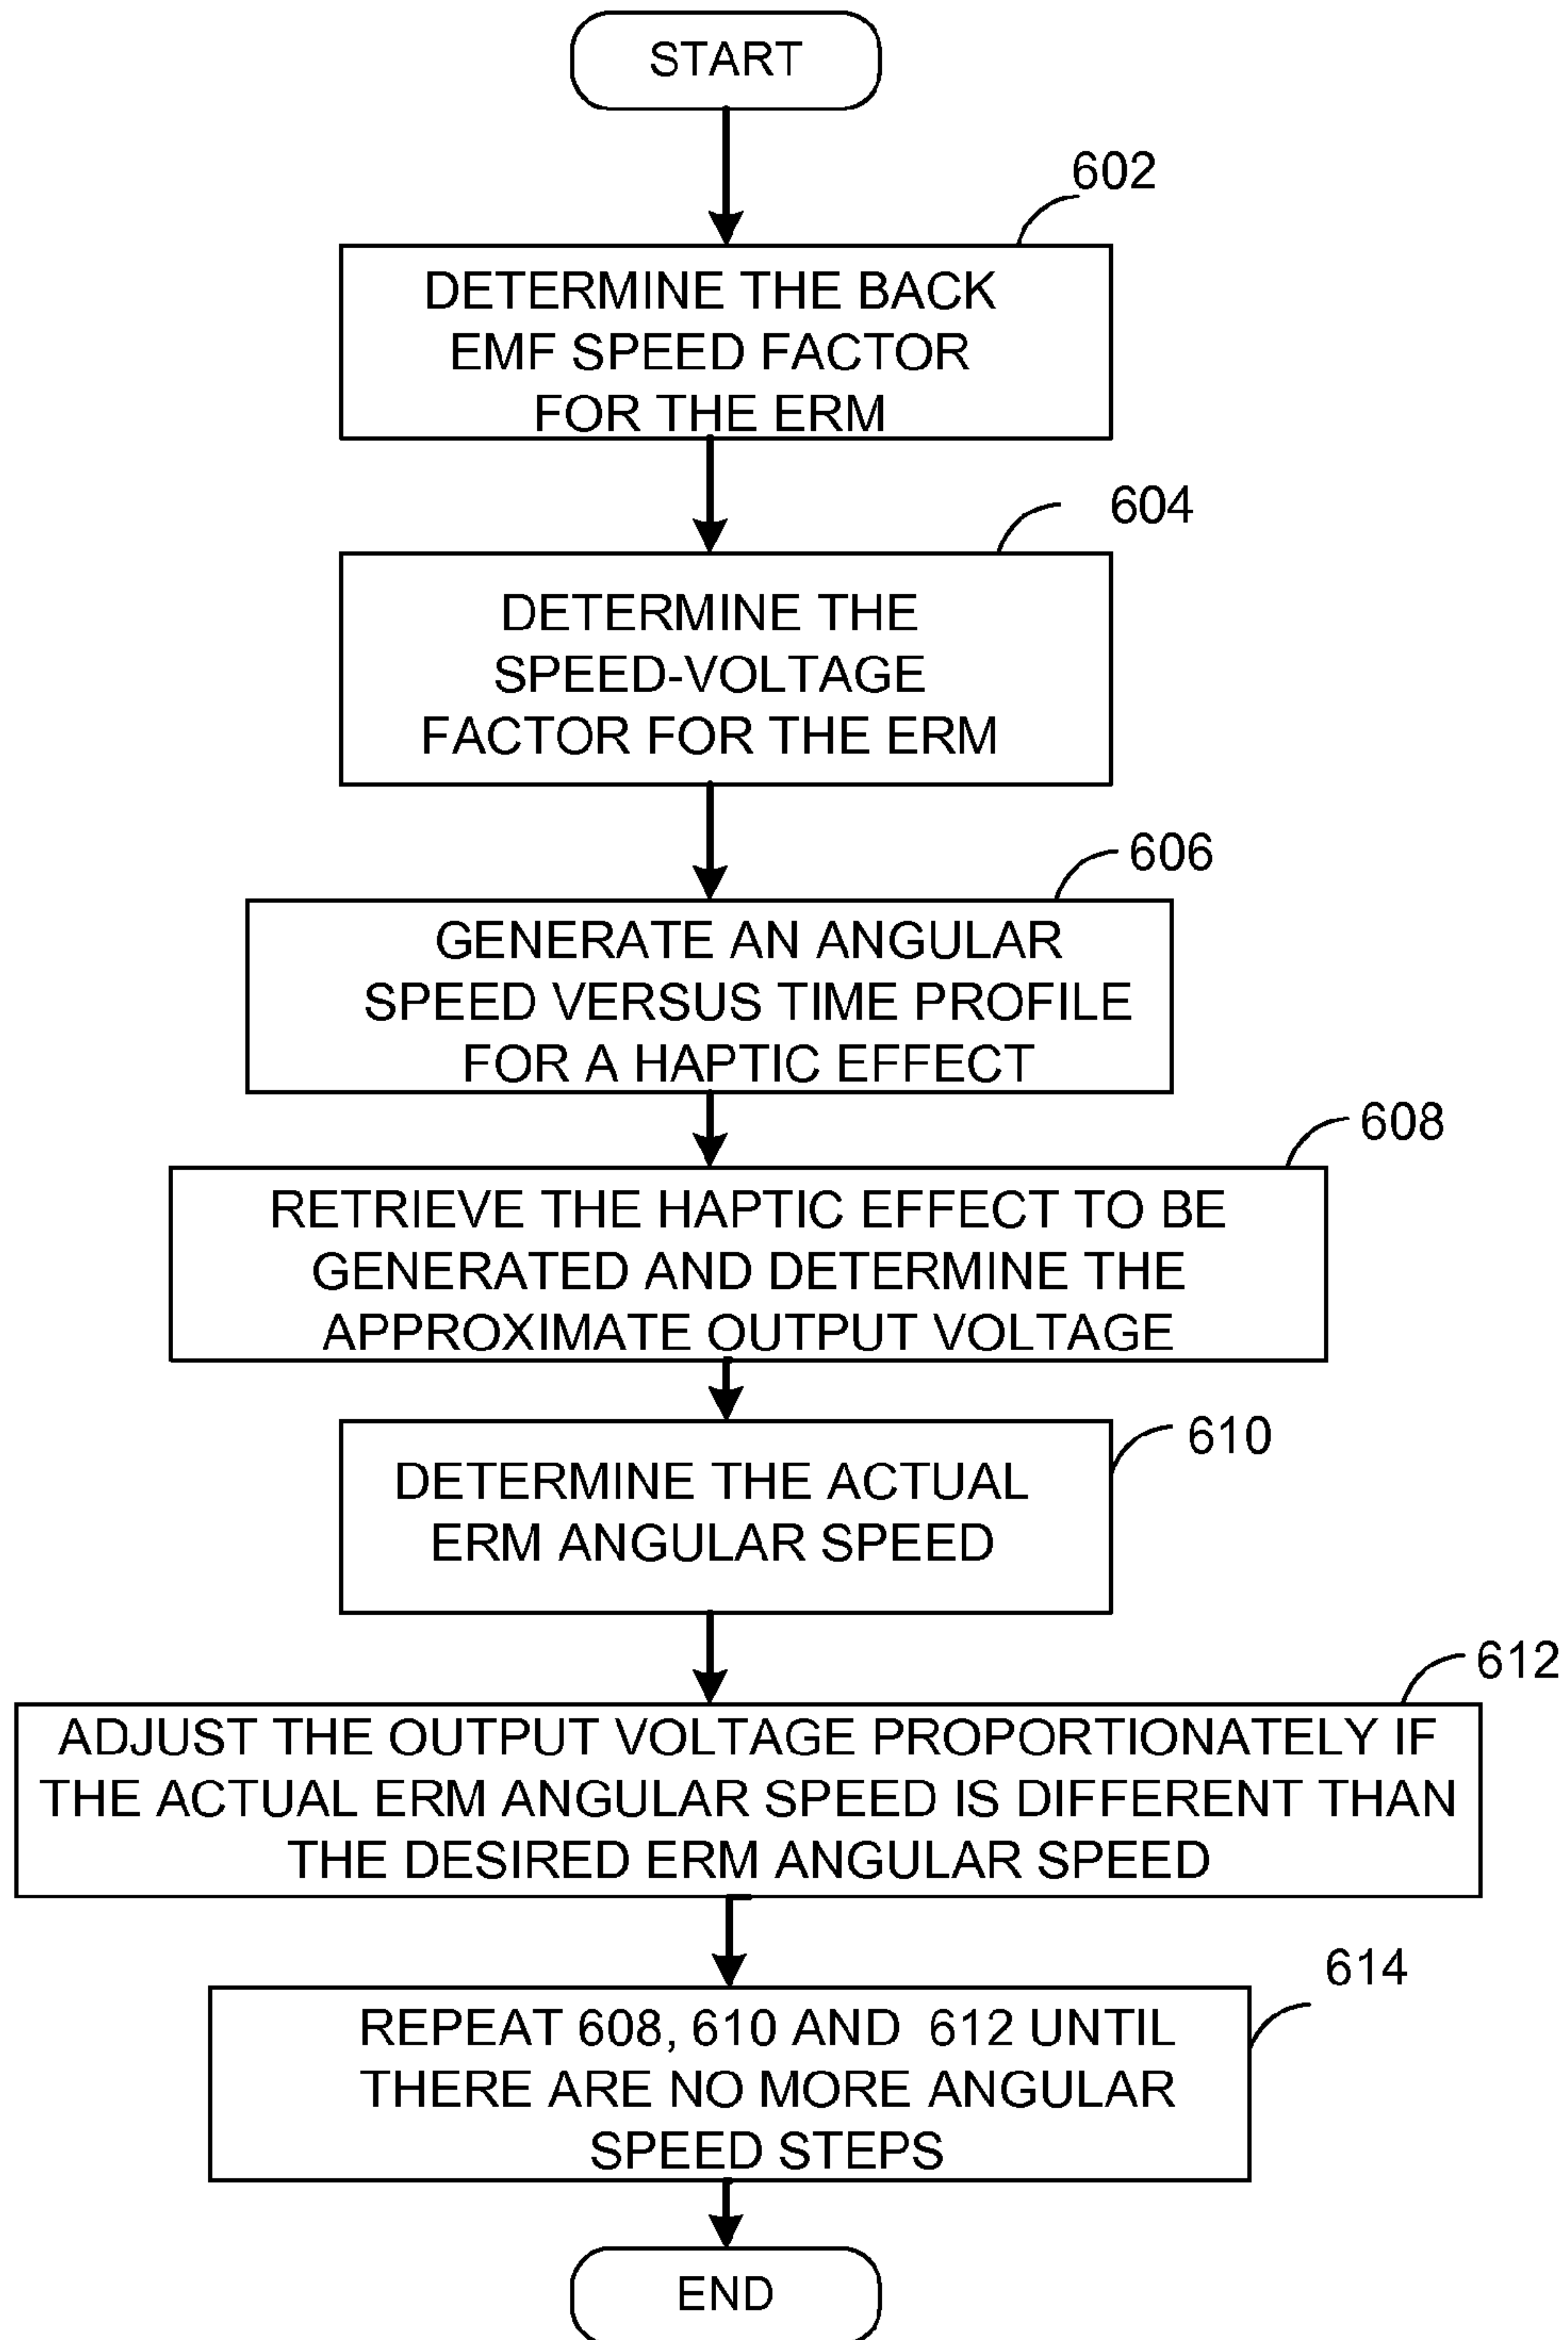 START
602
DETERMINE THE BACK
EMF SPEED FACTOR
FOR THE ERM
604
DETERMINE THE
SPEED-VOLTAGE
FACTOR FOR THE ERM
606
GENERATE AN ANGULAR
SPEED VERSUS TIME PROFILE
FOR A HAPTIC EFFECT
608
RETRIEVE THE HAPTIC EFFECT TO BE
GENERATED AND DETERMINE THE
APPROXIMATE OUTPUT VOLTAGE
610
DETERMINE THE ACTUAL
ERM ANGULAR SPEED
612
ADJUST THE OUTPUT VOLTAGE PROPORTIONATELY IF
THE ACTUAL ERM ANGULAR SPEED IS DIFFERENT THAN
THE DESIRED ERM ANGULAR SPEED
614
REPEAT 608, 610 AND 612 UNTIL
THERE ARE NO MORE ANGULAR
SPEED STEPS
END